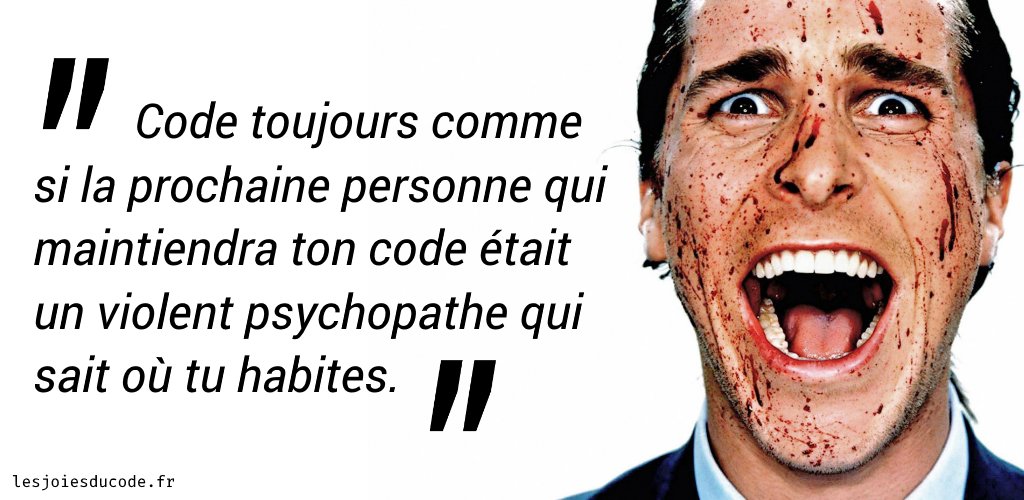 " Code toujours comme
si la prochaine personne qui
maintiendra ton code était
un violent psychopathe qui
sait où tu habites. "
lesjoiesducode.fr